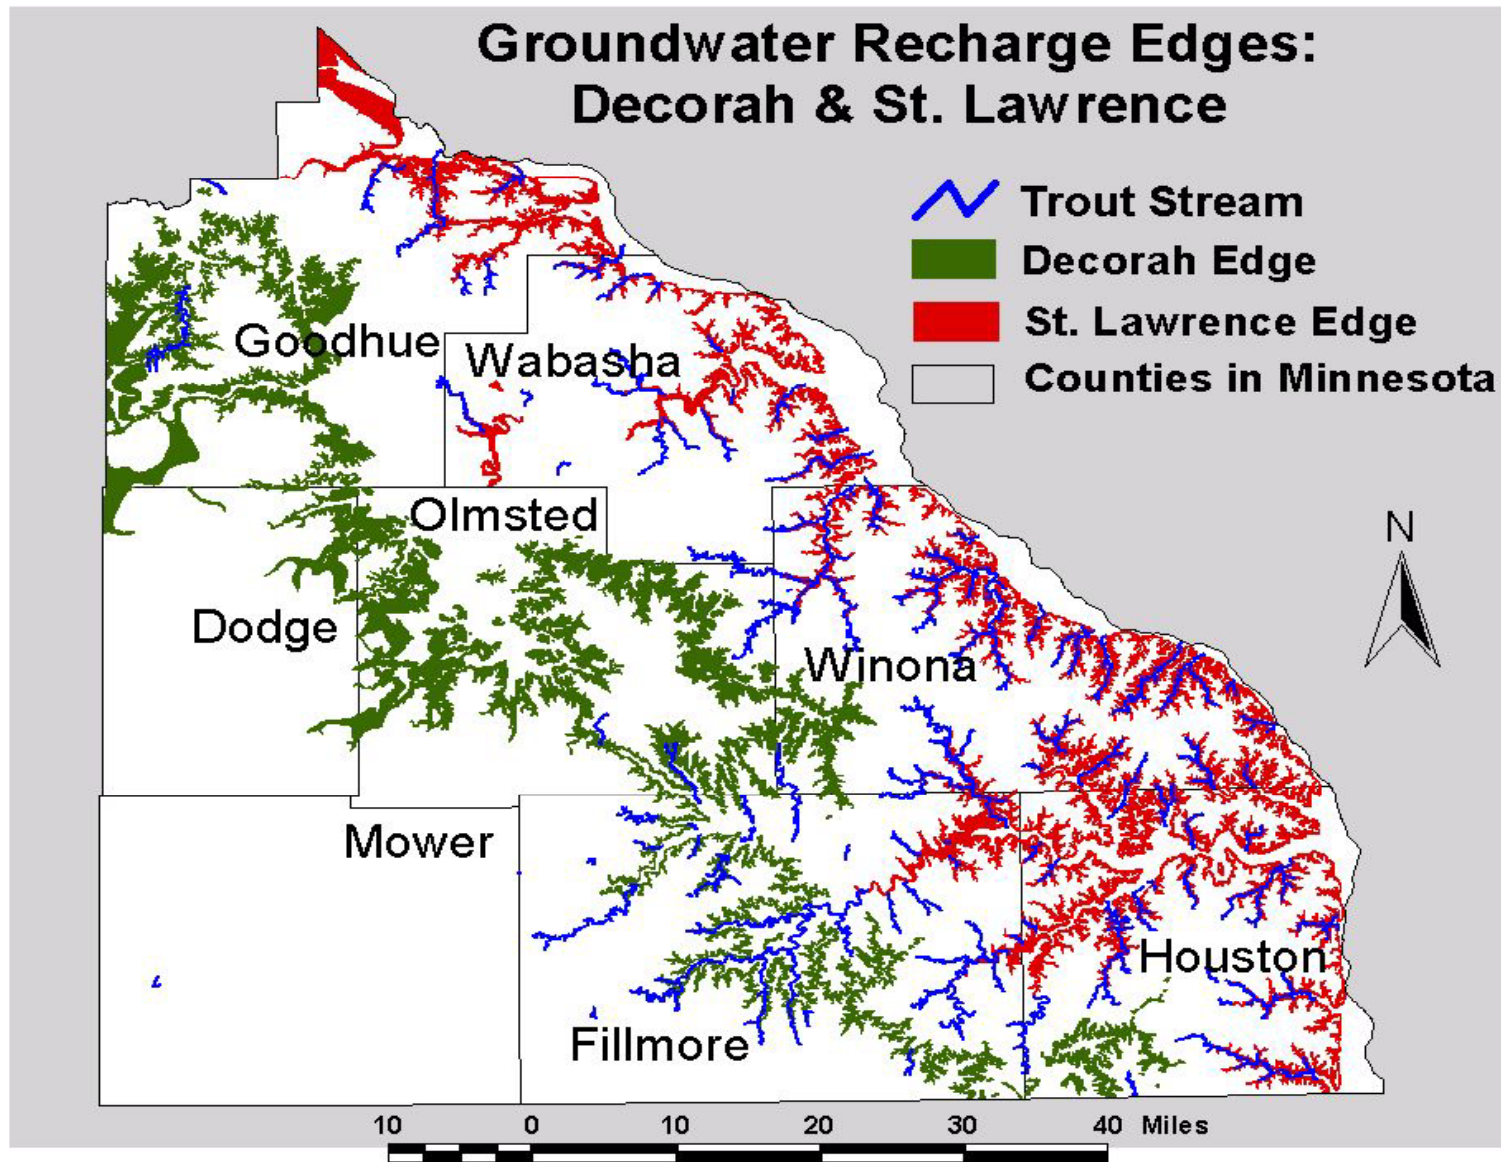 Groundwater Recharge Edges:
Decorah & St. Lawrence
Trout Stream
Decorah Edge
St. Lawrence Edge
Counties in Minnesota
Goodhue
Wabasha
Olmsted
N
Dodge
Winona
Mower
Houston
Fillmore
10 0 10 20 30 40 Miles